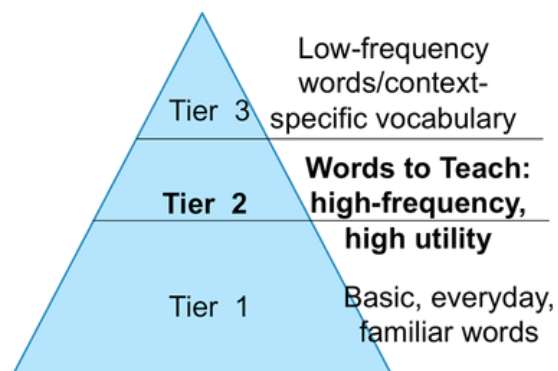 Low-frequency
words/context-
Tier 3 specific vocabulary
Words to Teach:
Tier 2 high-frequency,
high utility
Tier 1 Basic, everyday,
familiar words